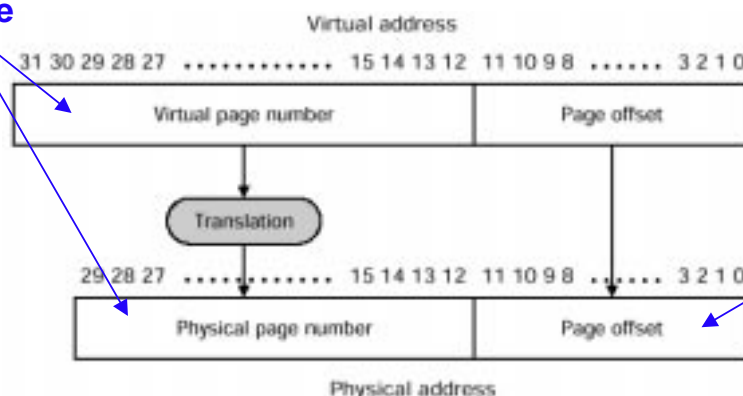 e
Virtual address
31 30 29 28 27 ............ 15 14 13 12 11 10 9 8 ...... 3 2 1 0
Virtual page number Page offset
Translation
29 28 27 ............ 15 14 13 12 11 10 9 8 ...... 3 2 1 0
Physical page number Page offset
Physical address